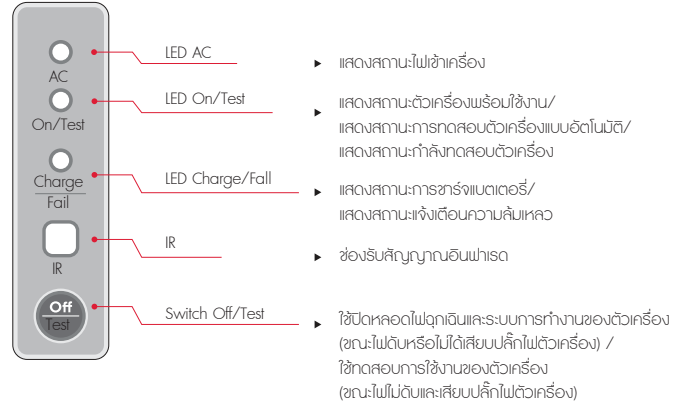 AC
On/Test
Charge
Fail
IR
Off
Test
LED AC
แสดงสถานะไฟเข้าเครื่อง
LED On/Test
แสดงสถานะตัวเครื่องพร้อมใช้งาน/
แสดงสถานะการทดสอบตัวเครื่องแบบอัตโนมัติ/
แสดงสถานะกำลังทดสอบตัวเครื่อง
LED Charge/Fall
แสดงสถานะการชาร์จแบตเตอรี่/
แสดงสถานะแจ้งเตือนความล้มเหลว
IR
ช่องรับสัญญาณอินฟาเรด
Switch Off/Test
ใช้ปิดหลอดไฟฉุกเฉินและระบบการทำงานของตัวเครื่อง
(ขณะไฟดับหรือไม่ได้เสียบปลั๊กไฟตัวเครื่อง) /
ใช้ทดสอบการใช้งานของตัวเครื่อง
(ขณะไฟไม่ดับและเสียบปลั๊กไฟตัวเครื่อง)